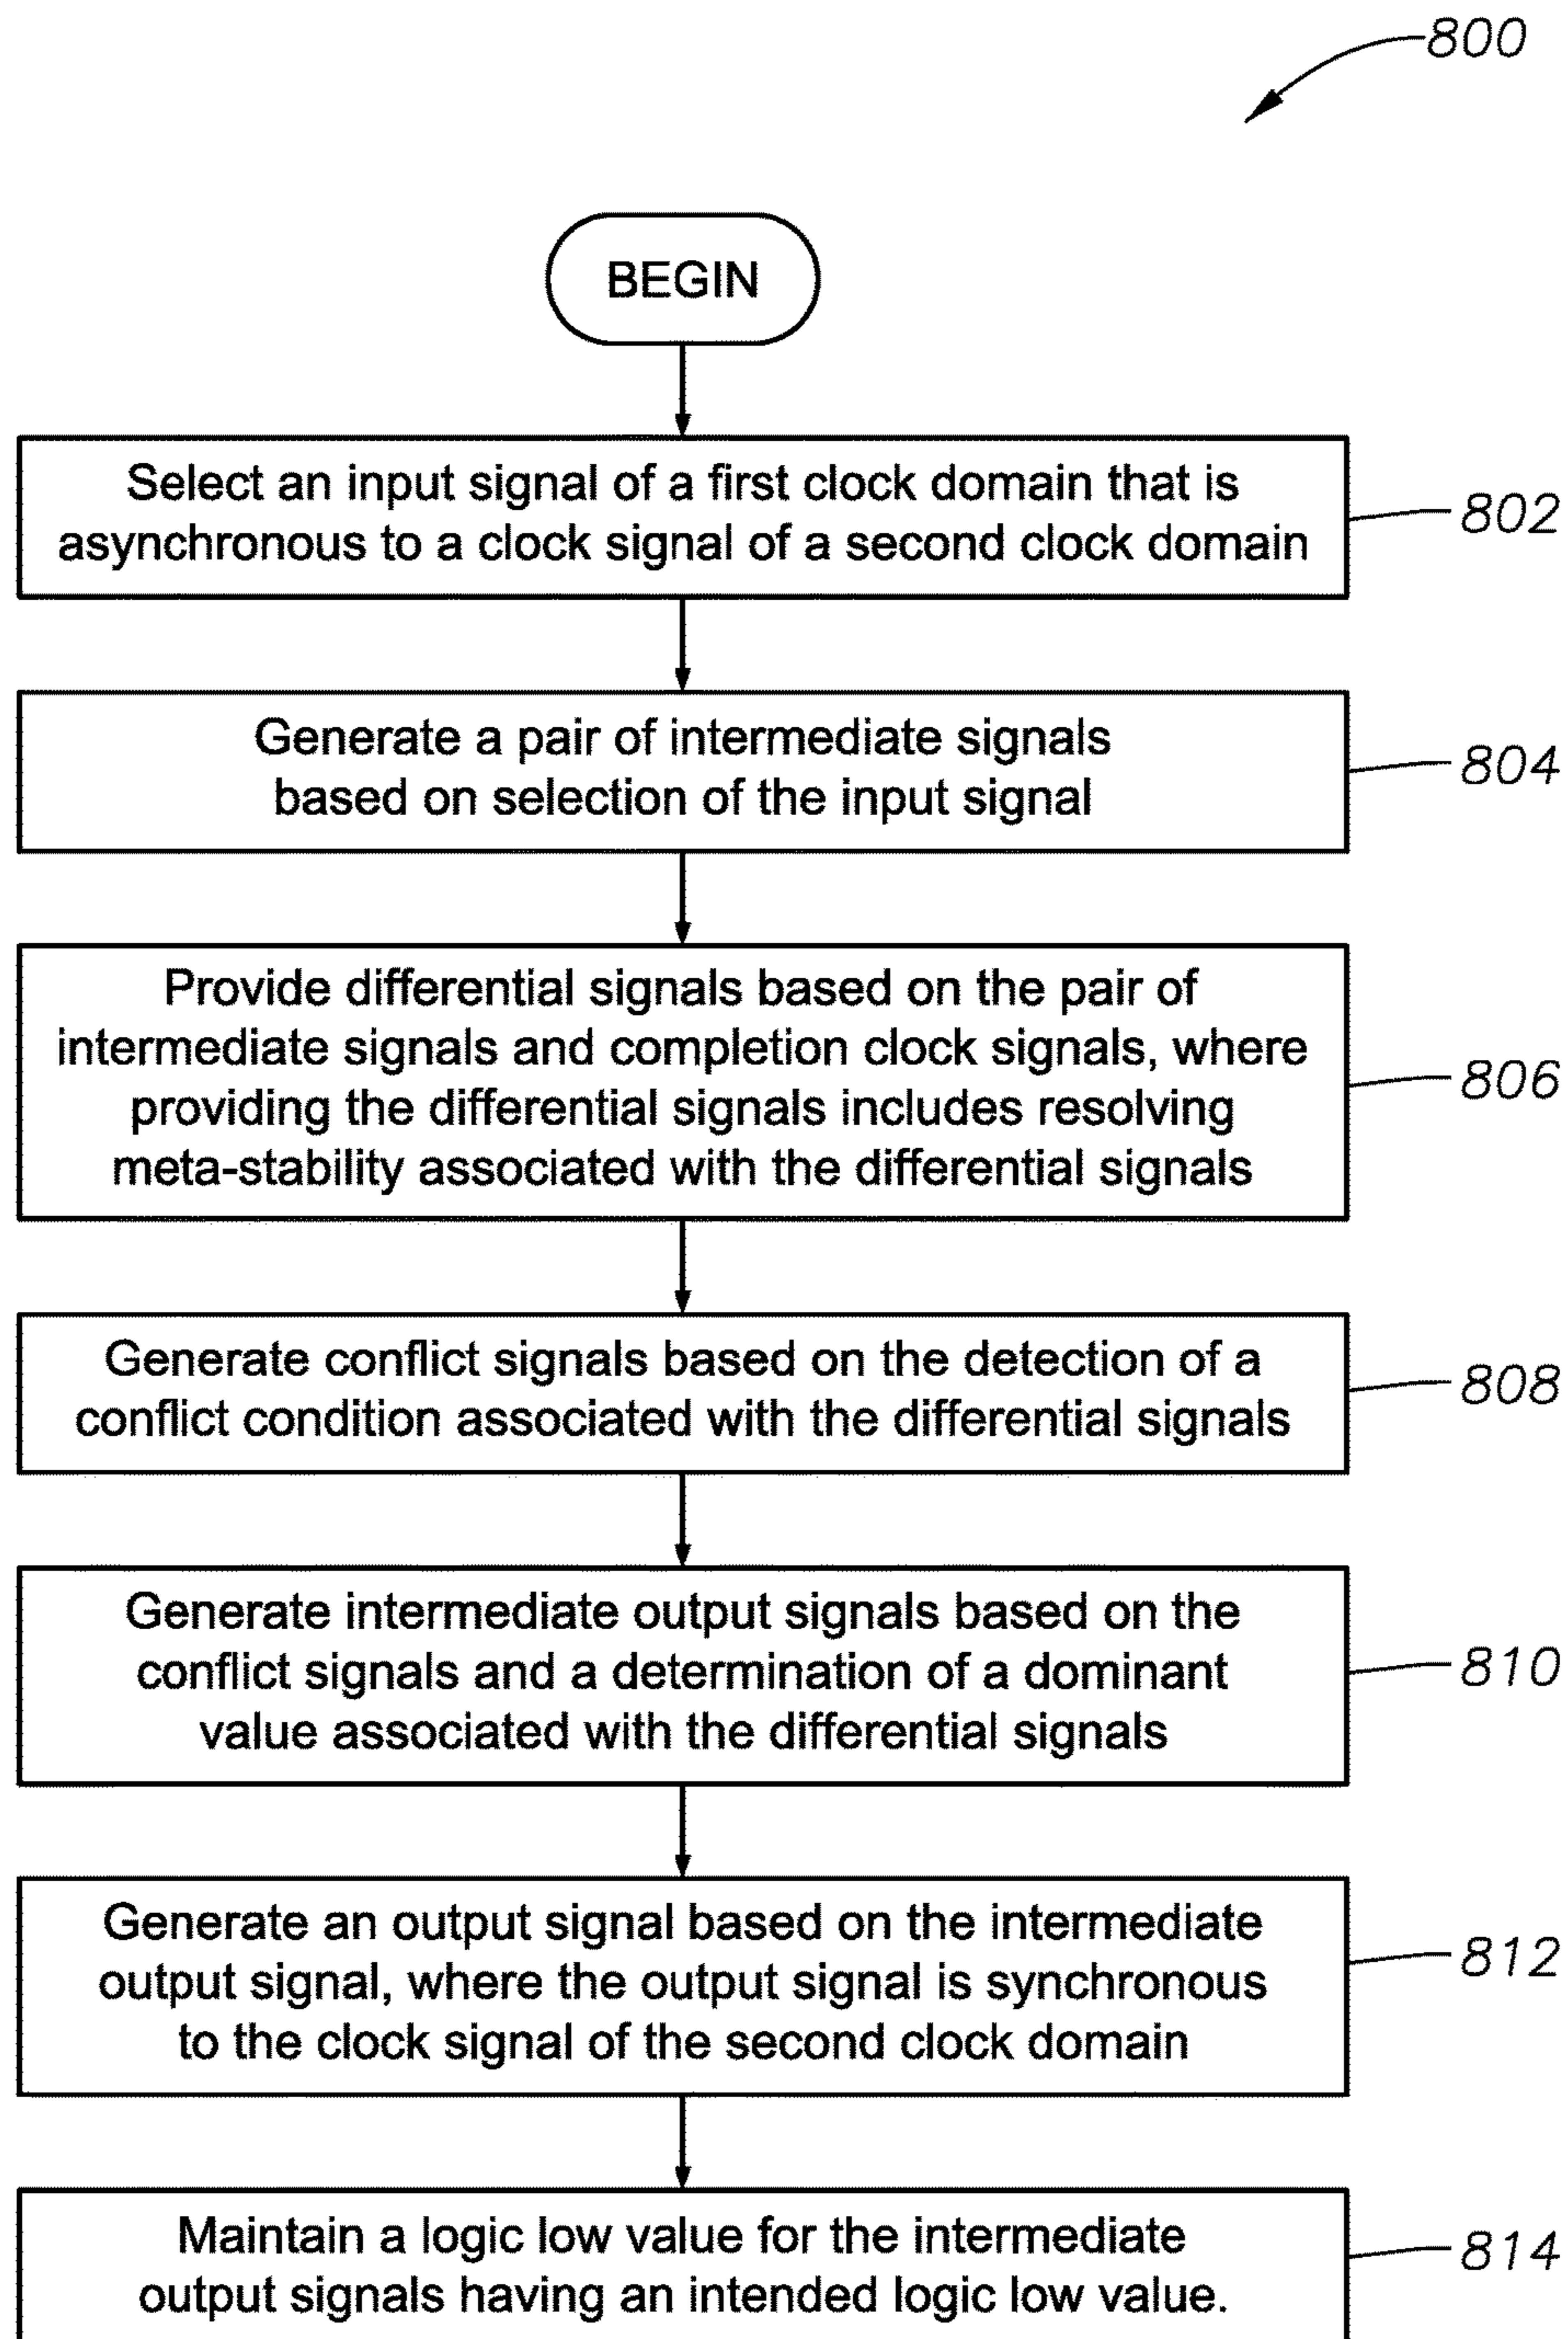 800
BEGIN
Select an input signal of a first clock domain that is
asynchronous to a clock signal of a second clock domain
802
Generate a pair of intermediate signals
based on selection of the input signal
804
Provide differential signals based on the pair of
intermediate signals and completion clock signals, where
providing the differential signals includes resolving
meta-stability associated with the differential signals
806
Generate conflict signals based on the detection of a
conflict condition associated with the differential signals
808
Generate intermediate output signals based on the
conflict signals and a determination of a dominant
value associated with the differential signals
810
Generate an output signal based on the intermediate
output signal, where the output signal is synchronous
to the clock signal of the second clock domain
812
Maintain a logic low value for the intermediate
output signals having an intended logic low value.
814